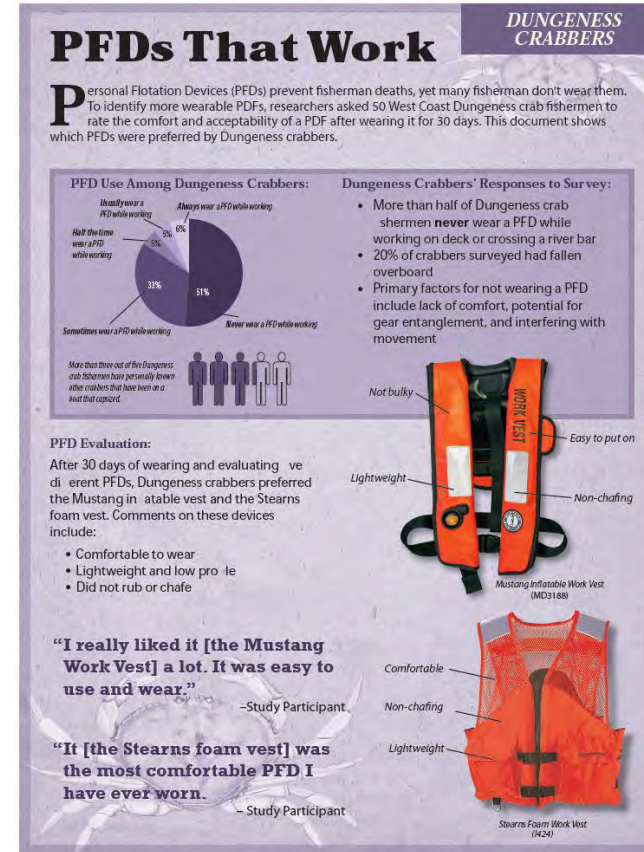 DUNGENESS
CRABBERS
PFDs That Work
Personal Flotation Devices (PFDs) prevent fisherman deaths, yet many fisherman don't wear them.
To identify more wearable PDFs, researchers asked 50 West Coast Dungeness crab fishermen to
rate the comfort and acceptability of a PDF after wearing it for 30 days. This document shows
which PFDs were preferred by Dungeness crabbers.
PFD Use Among Dungeness Crabbers:
Usually wear a
PFD while working
Always wear a PFD while working
Half the time
wear a PFD
while working
5%
6%
5%
33%
51%
Sometimes wear a PFD while working
Never wear a PFD while working
More than three out of five Dungeness
crab fishermen have personally known
other crabbers that have been on a
boat that capsized.
Dungeness Crabbers' Responses to Survey:
• More than half of Dungeness crab
shermen never wear a PFD while
working on deck or crossing a river bar
• 20% of crabbers surveyed had fallen
overboard
• Primary factors for not wearing a PFD
include lack of comfort, potential for
gear entanglement, and interfering with
movement
Not bulky
WORK VEST
Easy to put on
Lightweight
Non-chafing
Mustang Inflatable Work Vest
(MD3188)
PFD Evaluation:
After 30 days of wearing and evaluating ve
di erent PFDs, Dungeness crabbers preferred
the Mustang in atable vest and the Stearns
foam vest. Comments on these devices
include:
• Comfortable to wear
• Lightweight and low pro le
• Did not rub or chafe
"I really liked it [the Mustang
Work Vest] a lot. It was easy to
use and wear."
–Study Participant
"It [the Stearns foam vest] was
the most comfortable PFD I
have ever worn.
– Study Participant
Comfortable
Non-chafing
Lightweight
Stearns Foam Work Vest
(I424)